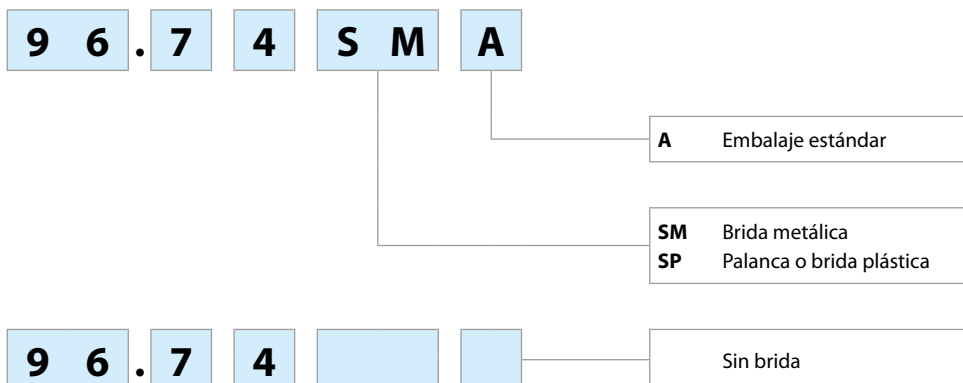 9 6 . 7 4 S M A
A Embalaje estándar
SM Brida metálica
SP Palanca o brida plástica
9 6 . 7 4 Sin brida